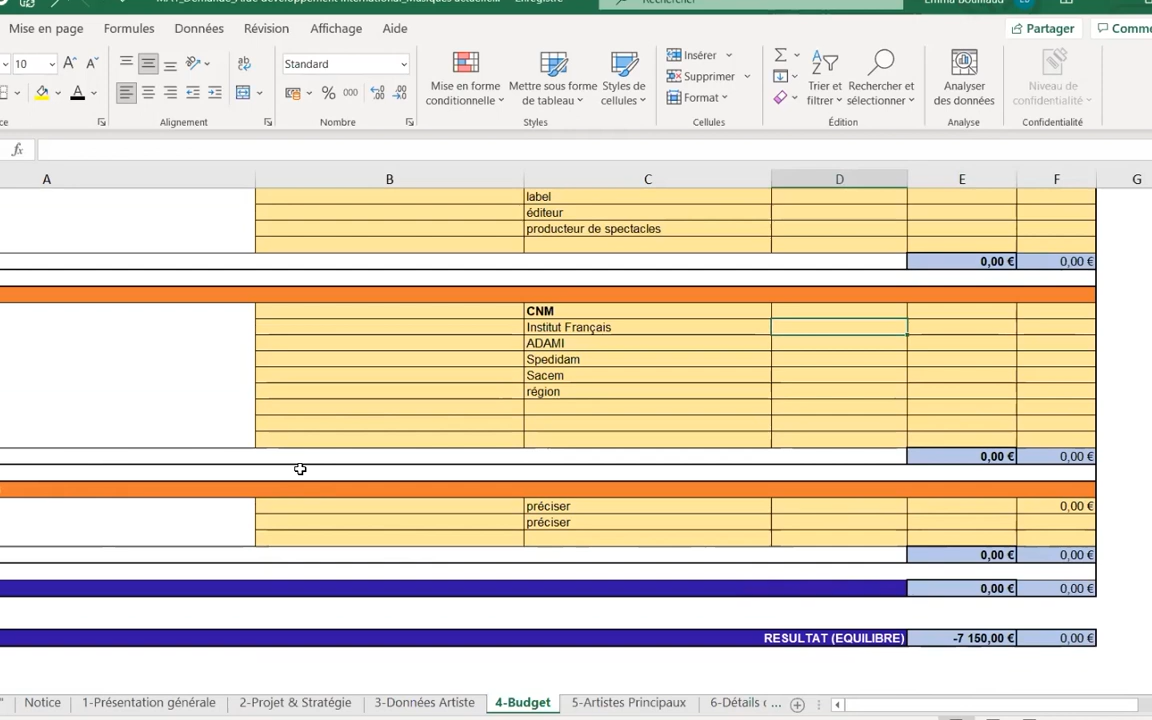 Mise en page Formules Données Révision Affichage Aide Partager
10 Standard Mise en forme conditionnelle Mettre sous forme de tableau Styles de cellules Insérer Supprimer Format Trier et filtrer Rechercher et sélectionner Analyser des données Niveau de confidentialité
Alignement Nombre Styles Cellules Édition Analyse Confidentialité
fx
A B C D E F G
label
éditeur
producteur de spectacles
0,00 € 0,00 €
CNM
Institut Français
ADAMI
Spedidam
Sacem
région
0,00 € 0,00 €
préciser 0,00 €
préciser
0,00 € 0,00 €
0,00 € 0,00 €
RESULTAT (EQUILIBRE) -7 150,00 € 0,00 €
Notice 1-Présentation générale 2-Projet & Stratégie 3-Données Artiste 4-Budget 5-Artistes Principaux 6-Détails ...